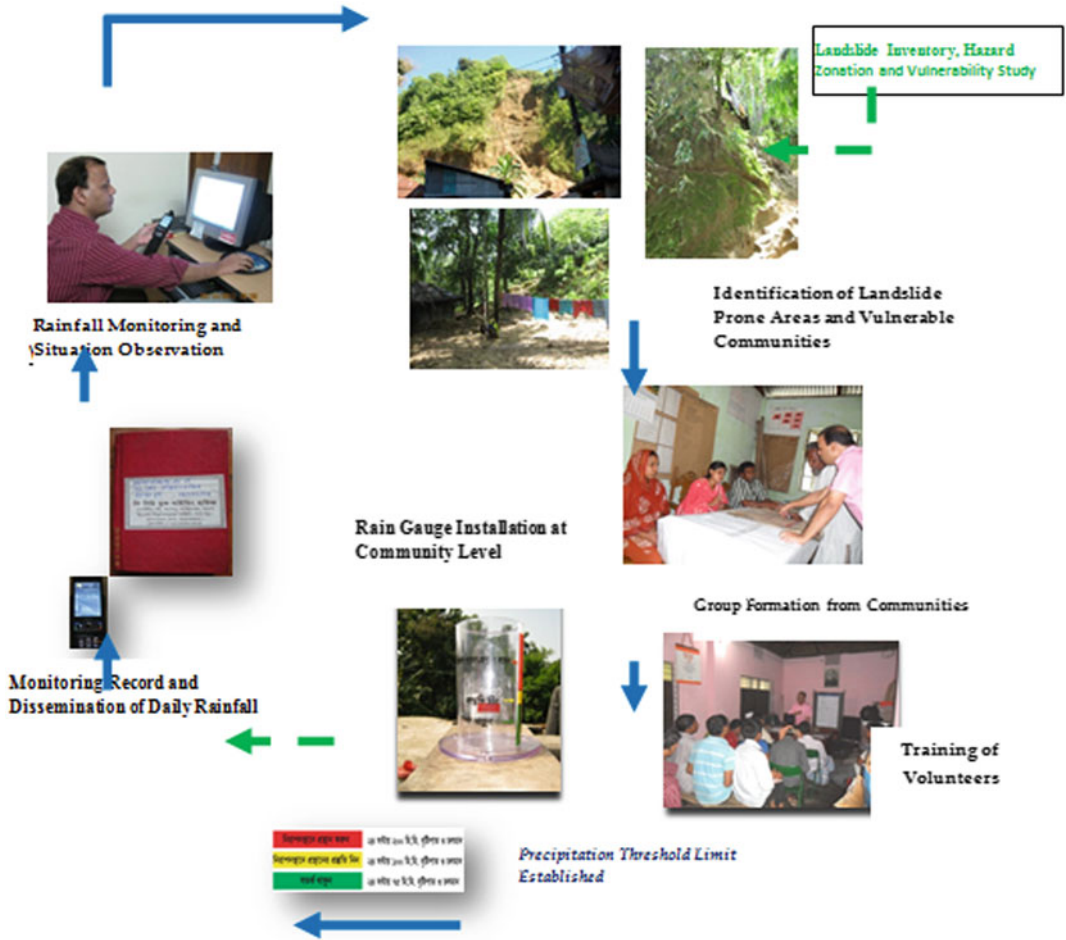 Landslide Inventory, Hazard
Zonation and Vulnerability Study
Identification of Landslide
Prone Areas and Vulnerable
Communities
Rainfall Monitoring and
Situation Observation
Rain Gauge Installation at
Community Level
Group Formation from Communities
Monitoring Record and
Dissemination of Daily Rainfall
Training of
Volunteers
Precipitation Threshold Limit
Established